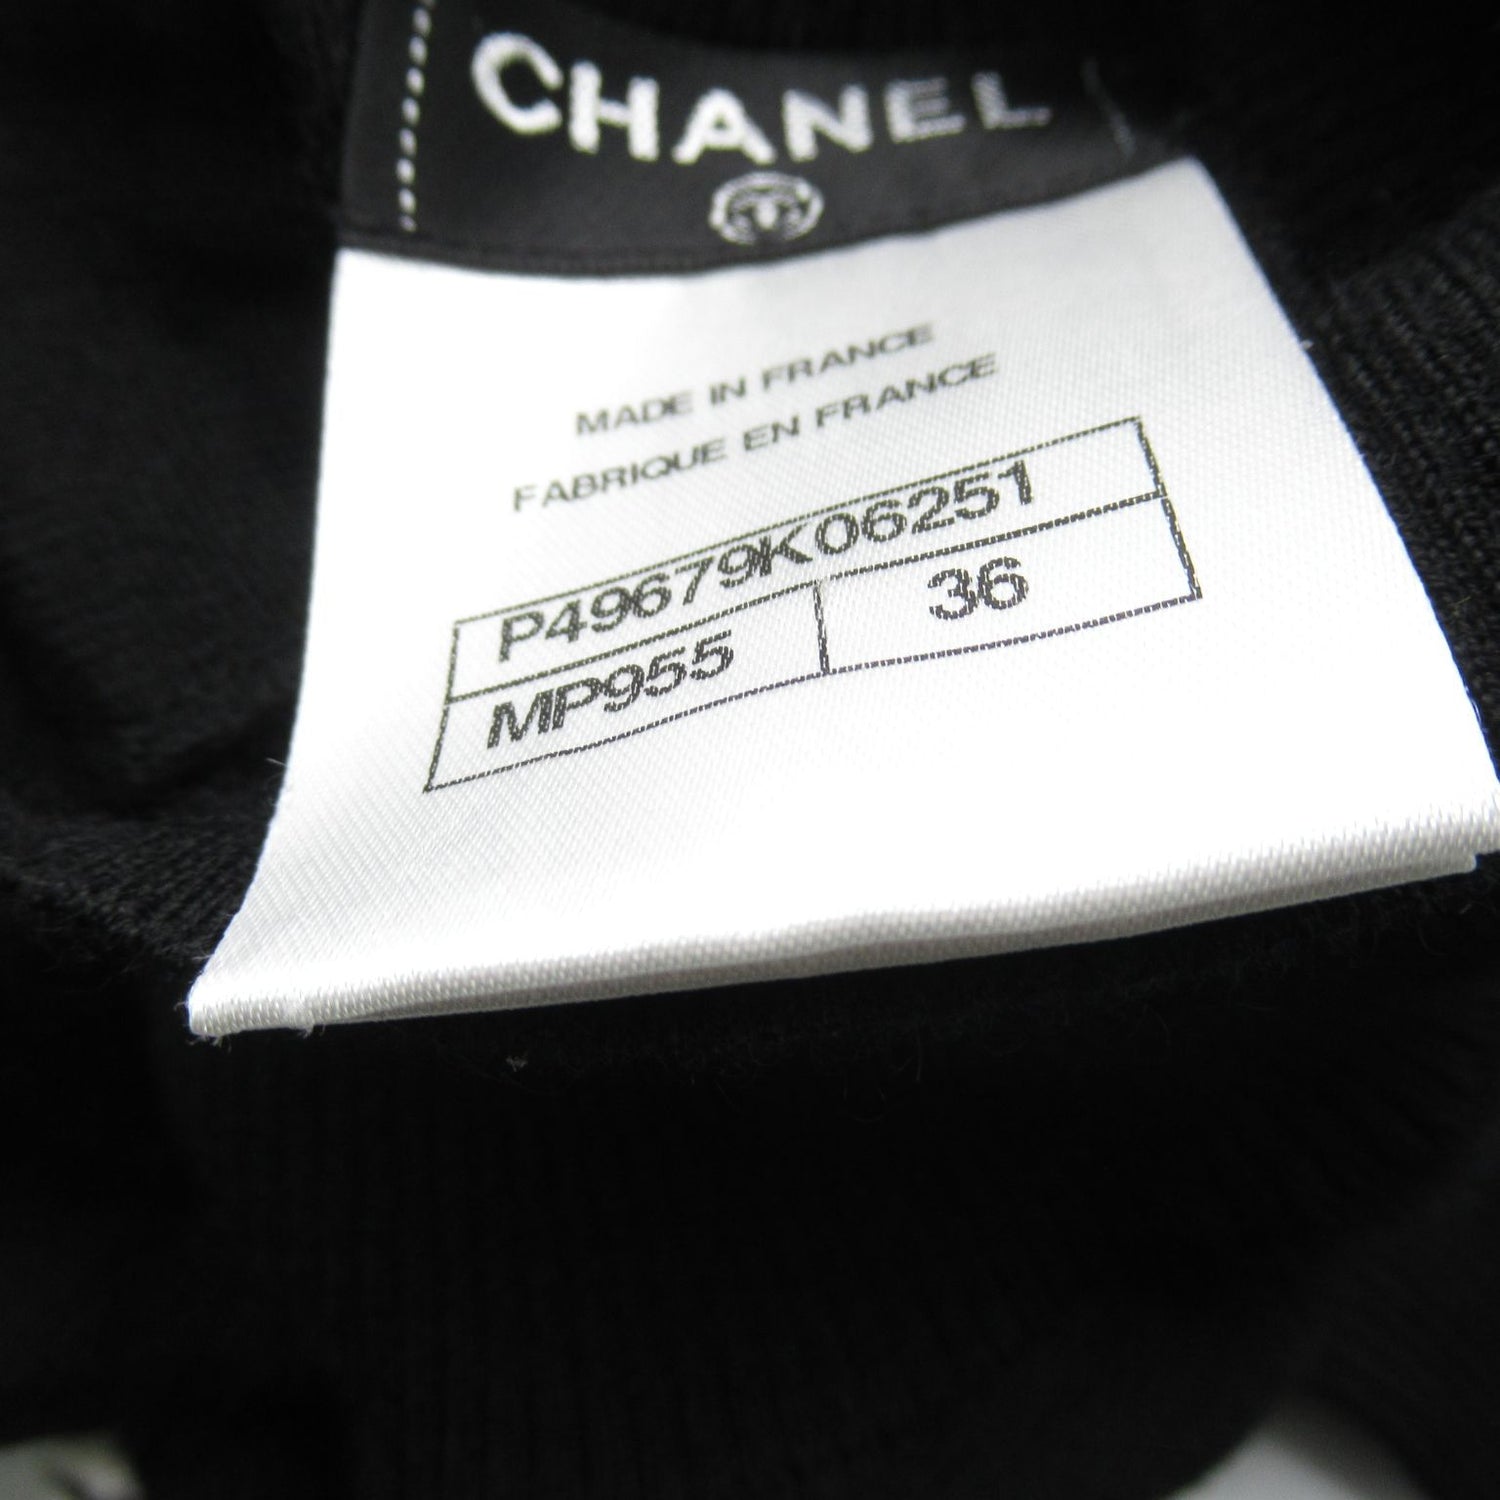 CHANEL
MADE IN FRANCE
FABRIQUE EN FRANCE
P49679K06251
MP955 36